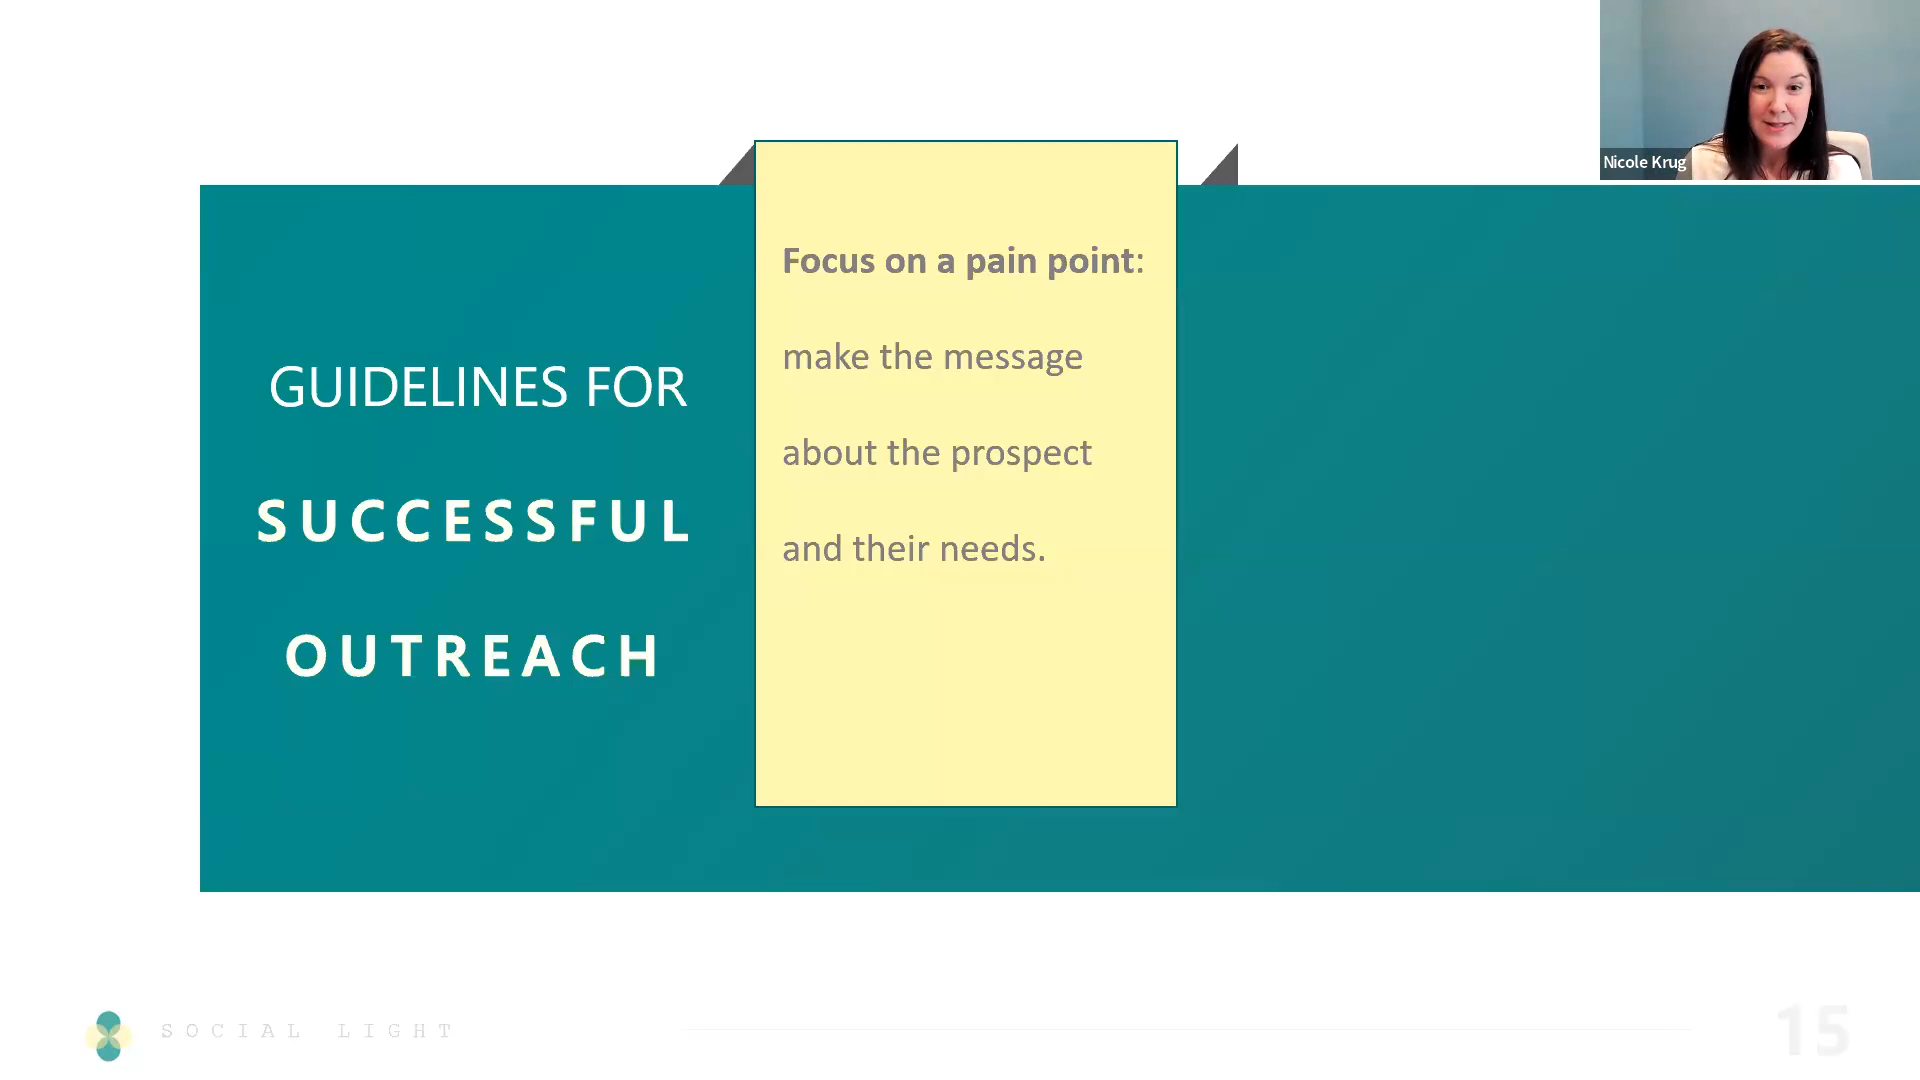 Nicole Krug
GUIDELINES FOR
SUCCESSFUL
OUTREACH
Focus on a pain point:
make the message
about the prospect
and their needs.
SOCIAL LIGHT
15